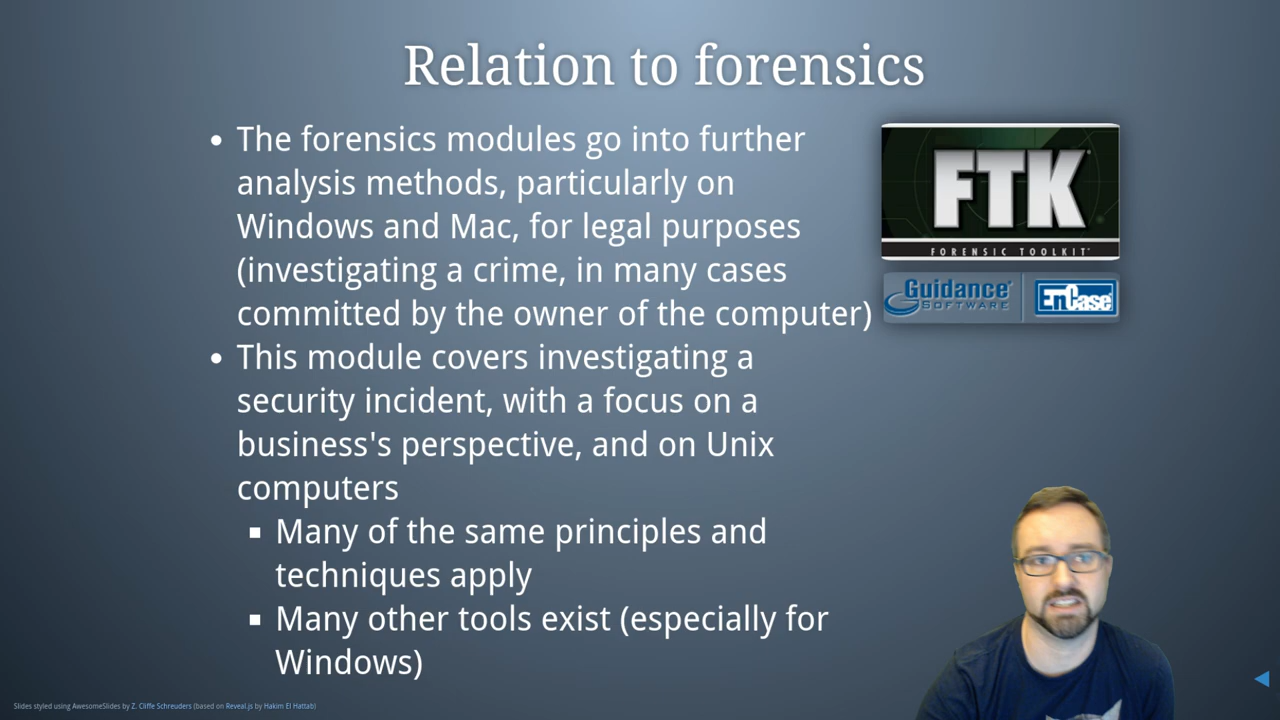 Relation to forensics
The forensics modules go into further
analysis methods, particularly on
Windows and Mac, for legal purposes
(investigating a crime, in many cases
committed by the owner of the computer)
This module covers investigating a
security incident, with a focus on a
business's perspective, and on Unix
computers
Many of the same principles and
techniques apply
Many other tools exist (especially for
Windows)
FTK
FORENSIC TOOLKIT
Guidance
SOFTWARE
EnCase
Slides styled using AwesomeSlides by Z. Cliffe Schreuders (based on Reveal.js by Hakim El Hattab)